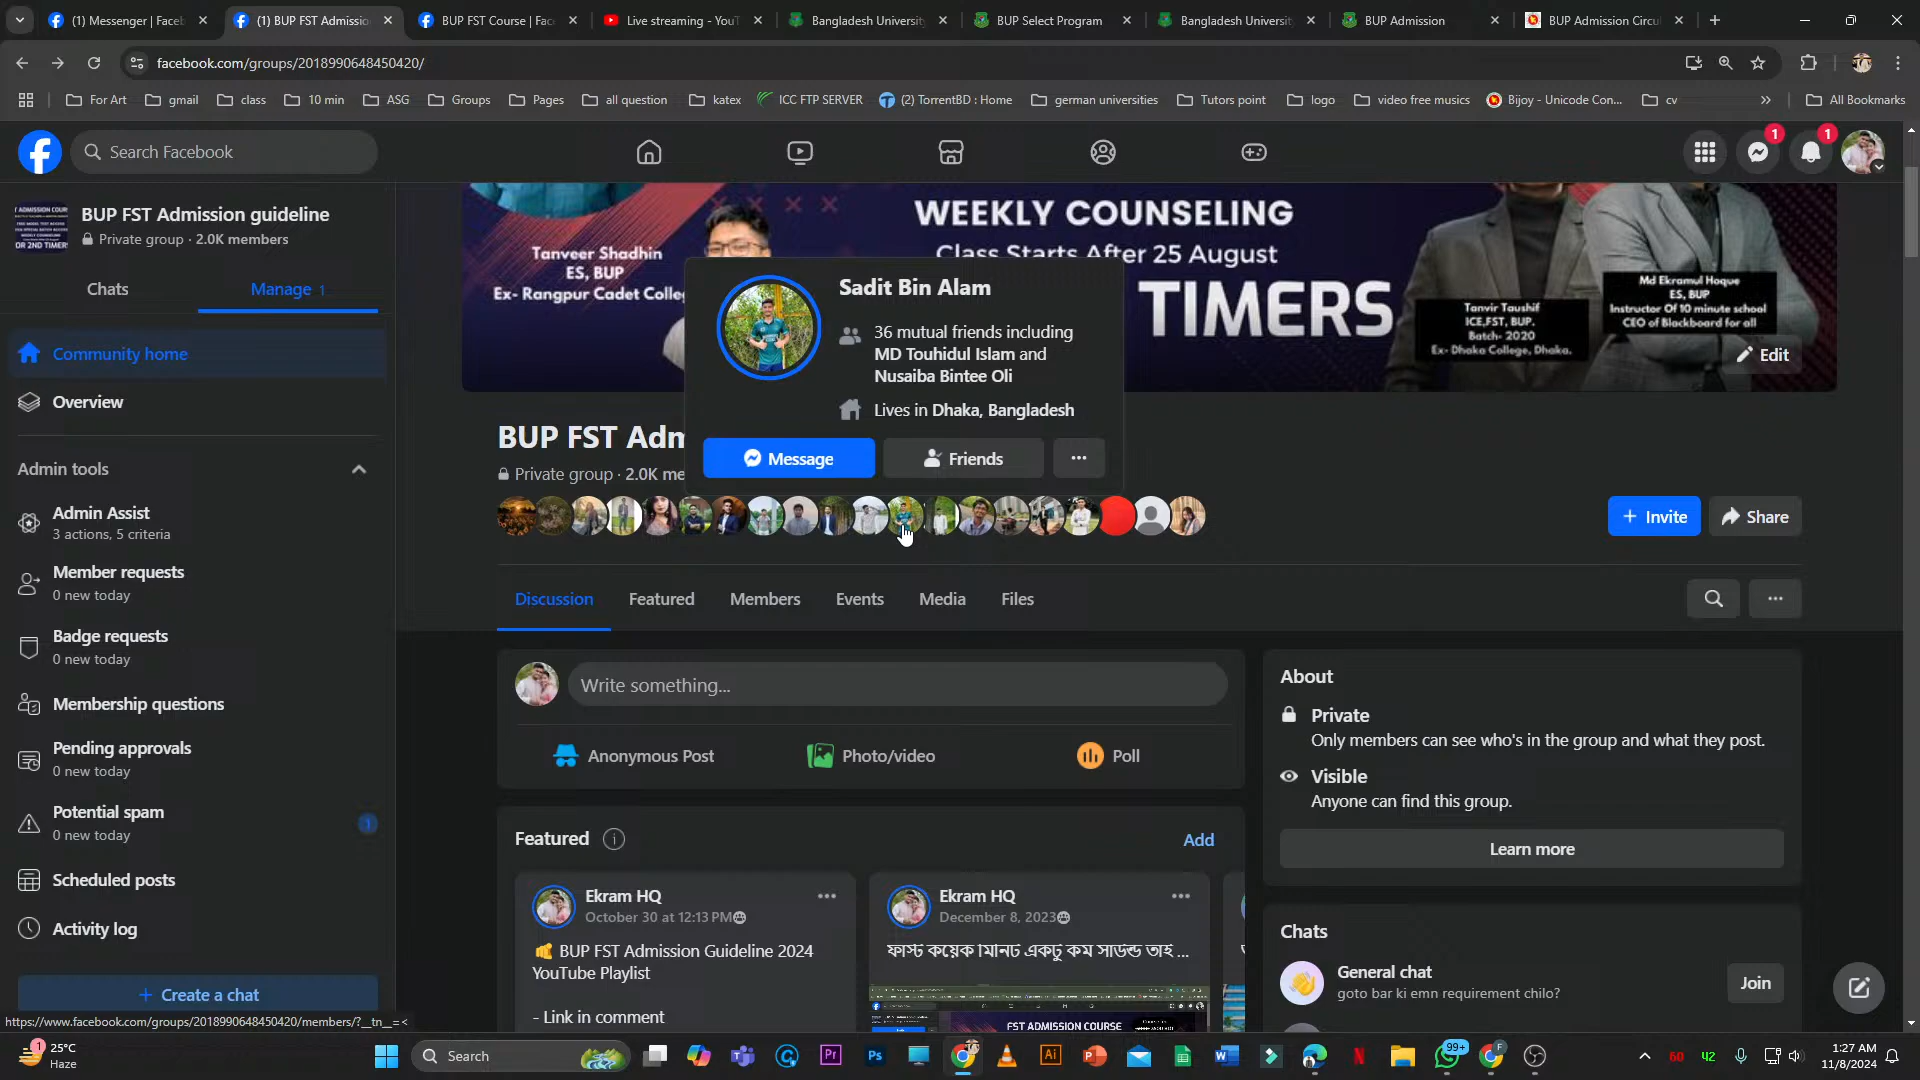 (1) Messenger | Faceb
(1) BUP FST Admissio
BUP FST Course | Fac
Live streaming - YouT
Bangladesh University
BUP Select Program
Bangladesh Universit
BUP Admission
BUP Admission Circu
facebook.com/groups/2018990648450420/
For Art
gmail
class
10 min
ASG
Groups
Pages
all question
katex
ICC FTP SERVER
(2) TorrentBD : Home
german universities
Tutors point
logo
video free musics
Bijoy - Unicode Con...
cv
All Bookmarks
Search Facebook
1
1
BUP FST Admission guideline
Private group · 2.0K members
Chats
Manage 1
Community home
Overview
Admin tools
Admin Assist
3 actions, 5 criteria
Member requests
0 new today
Badge requests
0 new today
Membership questions
Pending approvals
0 new today
Potential spam
0 new today
1
Scheduled posts
Activity log
+ Create a chat
https://www.facebook.com/groups/2018990648450420/members/?__tn__=<
WEEKLY COUNSELING
Class Starts After 25 August
TIMERS
Tanveer Shadhin
ES, BUP
Ex- Rangpur Cadet Colle
Tanvir Taushif
ICE,FST, BUP.
Batch- 2020
Ex- Dhaka College, Dhaka.
Md Ekramul Hoque
ES, BUP
Instructor Of 10 minute school
CEO of Blackboard for all
Edit
Sadit Bin Alam
36 mutual friends including
MD Touhidul Islam and
Nusaiba Bintee Oli
Lives in Dhaka, Bangladesh
Message
Friends
BUP FST Adm
Private group · 2.0K me
+ Invite
Share
Discussion
Featured
Members
Events
Media
Files
Write something...
Anonymous Post
Photo/video
Poll
Featured
Add
Ekram HQ
October 30 at 12:13 PM
BUP FST Admission Guideline 2024
YouTube Playlist
- Link in comment
Ekram HQ
December 8, 2023
ফার্স্ট কয়েক মিনিট একটু কম সাউন্ড তাই ...
FST ADMISSION COURSE
About
Private
Only members can see who's in the group and what they post.
Visible
Anyone can find this group.
Learn more
Chats
General chat
goto bar ki emn requirement chilo?
Join
1
25°C
Haze
Search
99+
60
42
1:27 AM
11/8/2024